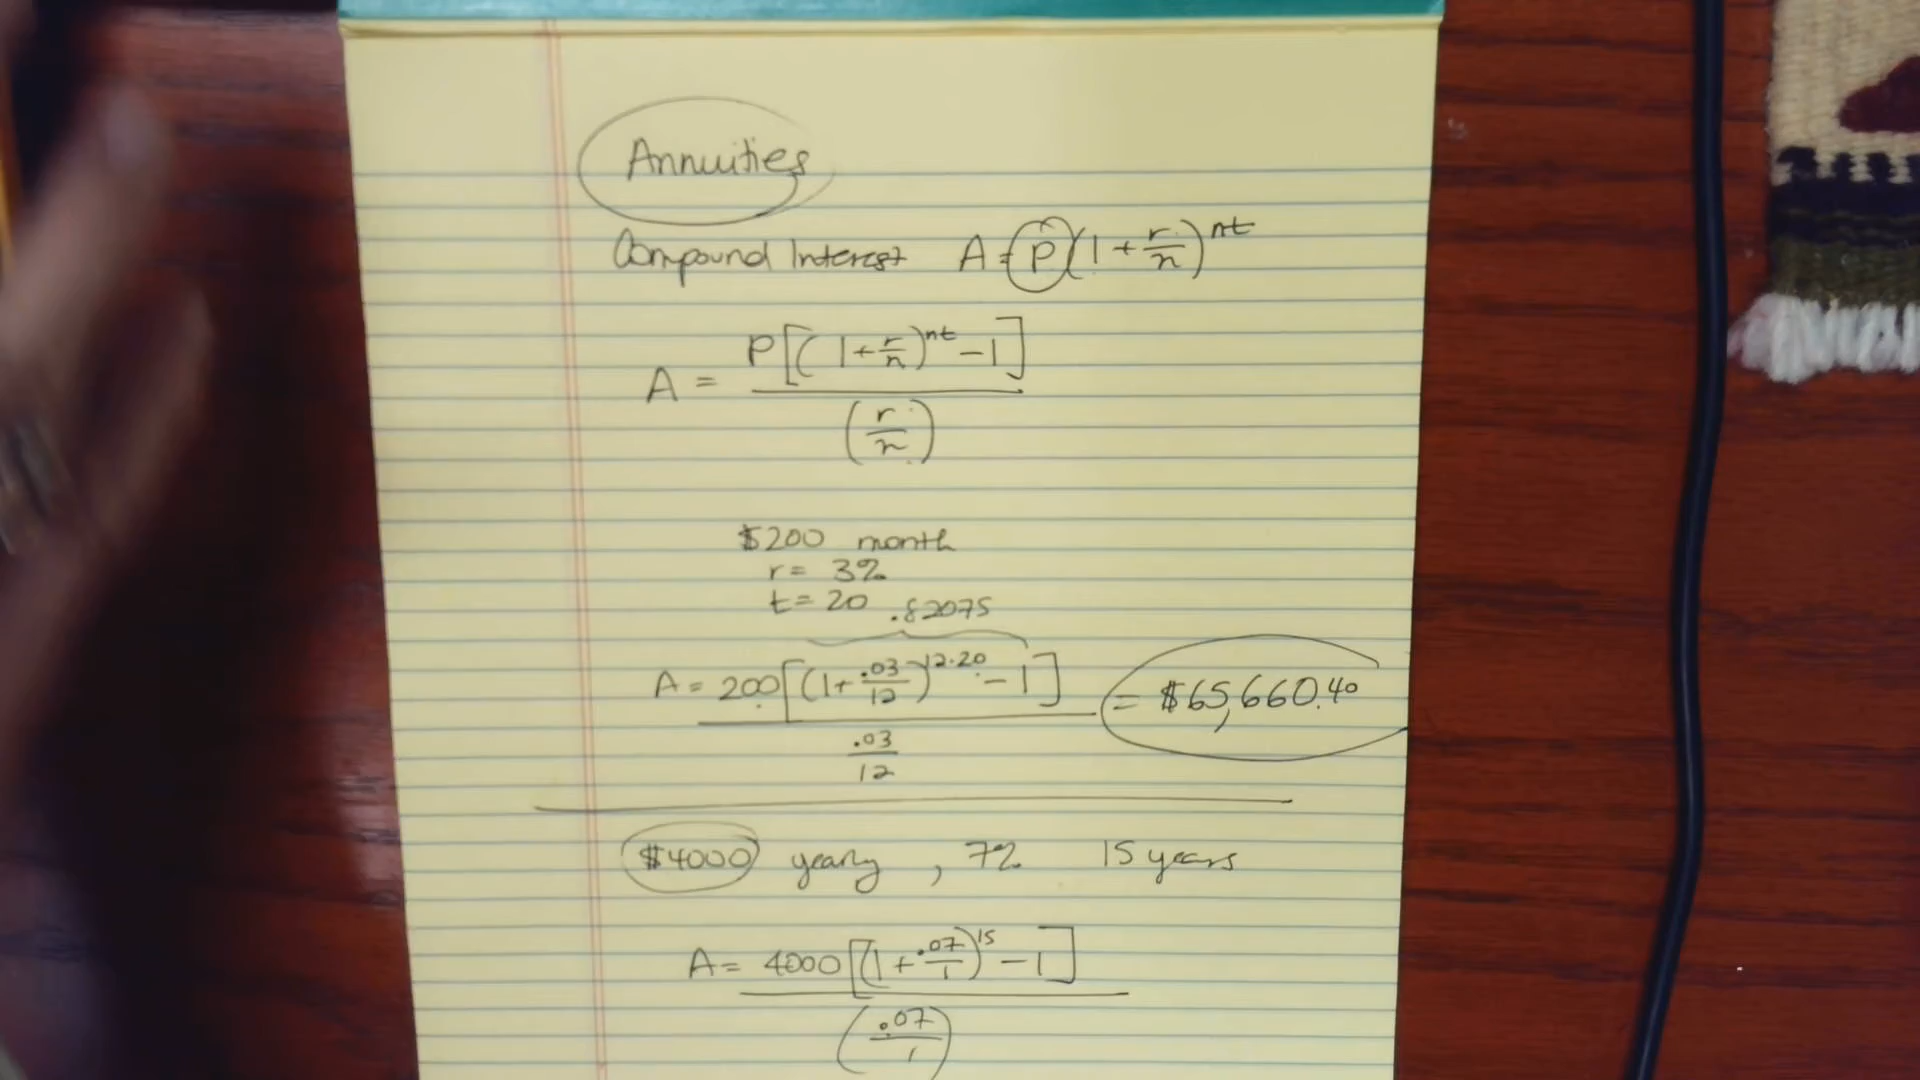 Annuities
Compound Interest A = P(1 + r/n)^nt
A = P[(1 + r/n)^nt - 1] / (r/n)
$200 month
r = 3%
t = 20 .82075
A = 200[(1 + .03/12)^12·20 - 1] / .03/12 = $65,660.40
$4000 yearly, 7% 15 years
A = 4000[(1 + .07/1)^15 - 1] / (.07/1)